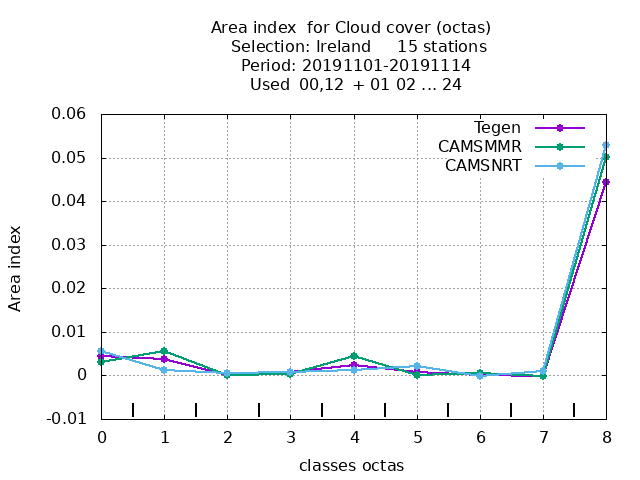 Area index  for Cloud cover (octas)
Selection: Ireland     15 stations
Period: 20191101-20191114
Used  00,12  + 01 02 ... 24
Tegen
CAMSMMR
CAMSNRT
0.06
0.05
0.04
0.03
0.02
0.01
0
-0.01
Area index
0 1 2 3 4 5 6 7 8
classes octas